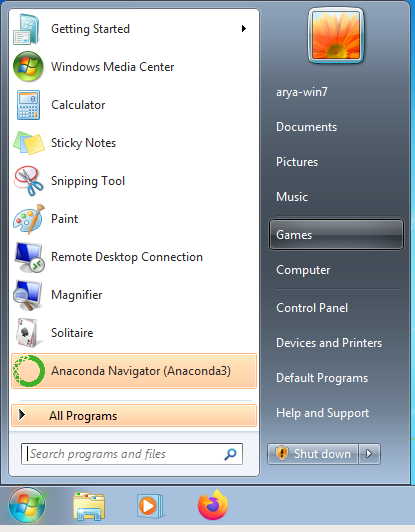 Getting Started
Windows Media Center
Calculator
Sticky Notes
Snipping Tool
Paint
Remote Desktop Connection
Magnifier
Solitaire
Anaconda Navigator (Anaconda3)
All Programs
Search programs and files
arya-win7
Documents
Pictures
Music
Games
Computer
Control Panel
Devices and Printers
Default Programs
Help and Support
Shut down